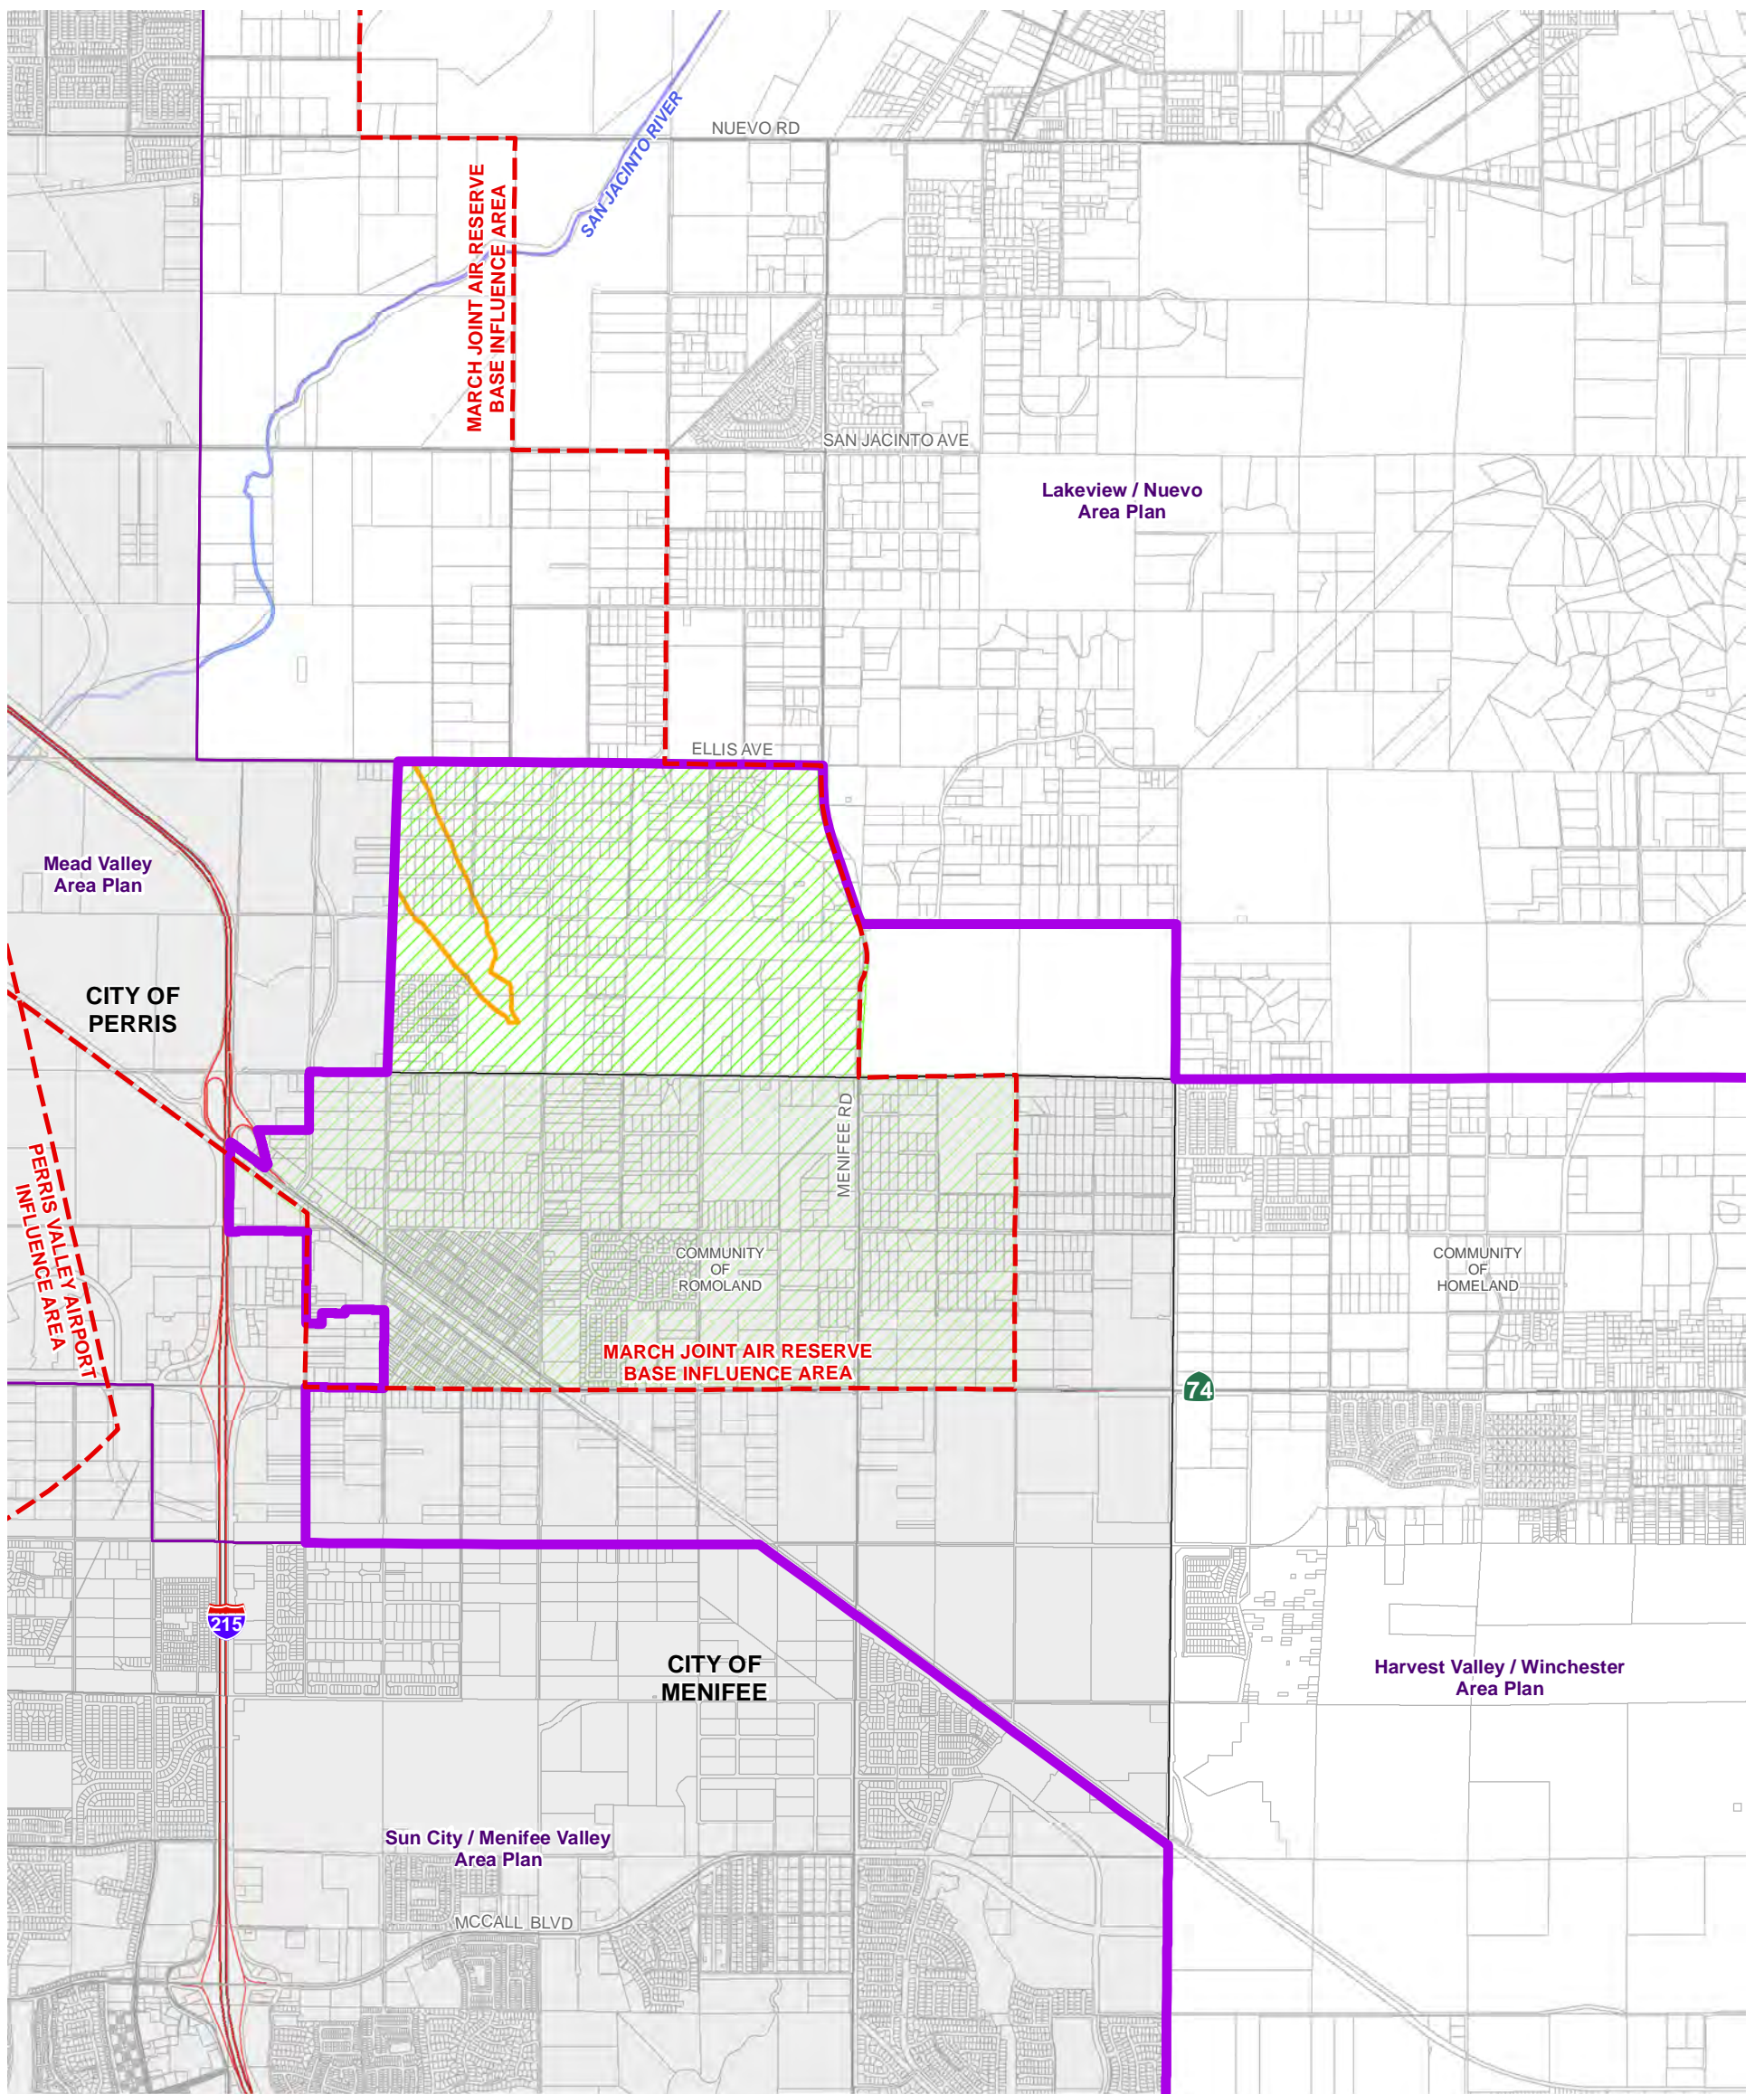 NUEVO RD
SAN JACINTO RIVER
MARCH JOINT AIR RESERVE
BASE INFLUENCE AREA
SAN JACINTO AVE
Lakeview / Nuevo
Area Plan
ELLIS AVE
Mead Valley
Area Plan
CITY OF
PERRIS
MENIFEE RD
PERRIS VALLEY AIRPORT
INFLUENCE AREA
COMMUNITY
OF
ROMOLAND
COMMUNITY
OF
HOMELAND
MARCH JOINT AIR RESERVE
BASE INFLUENCE AREA
74
215
CITY OF
MENIFEE
Harvest Valley / Winchester
Area Plan
Sun City / Menifee Valley
Area Plan
MCCALL BLVD